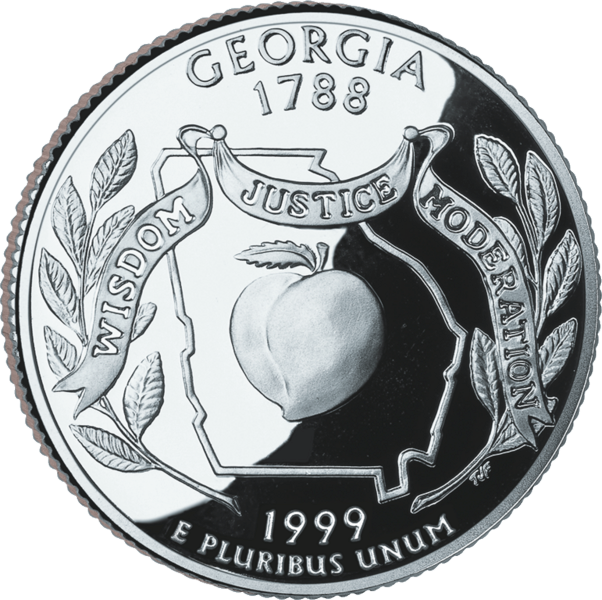 GEORGIA
1788
WISDOM
JUSTICE
MODERATION
TJF
1999
E PLURIBUS UNUM